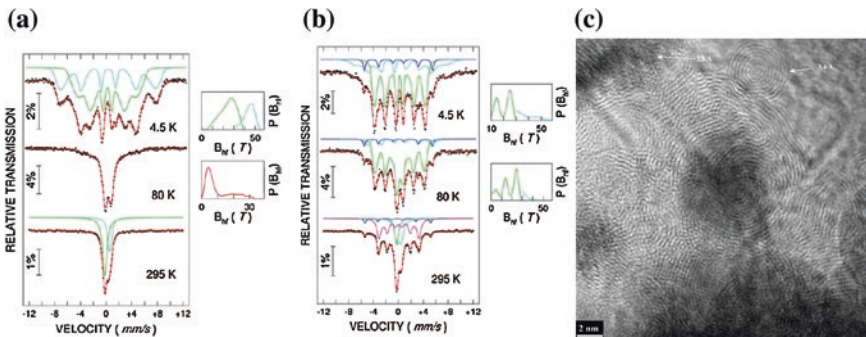 (a)
(b)
(c)
RELATIVE TRANSMISSION
2%
4.5 K
4%
80 K
1%
295 K
-12 -8 -4 0 +4 +8 +12
VELOCITY ( mm/s )
P (Bhf)
0 50
Bhf ( T )
P (Bhf)
0 30
Bhf ( T )
RELATIVE TRANSMISSION
2%
4.5 K
4%
80 K
1%
295 K
-12 -8 -4 0 +4 +8 +12
VELOCITY ( mm/s )
P (Bhf)
10 50
Bhf ( T )
P (Bhf)
0 50
Bhf ( T )
2 nm